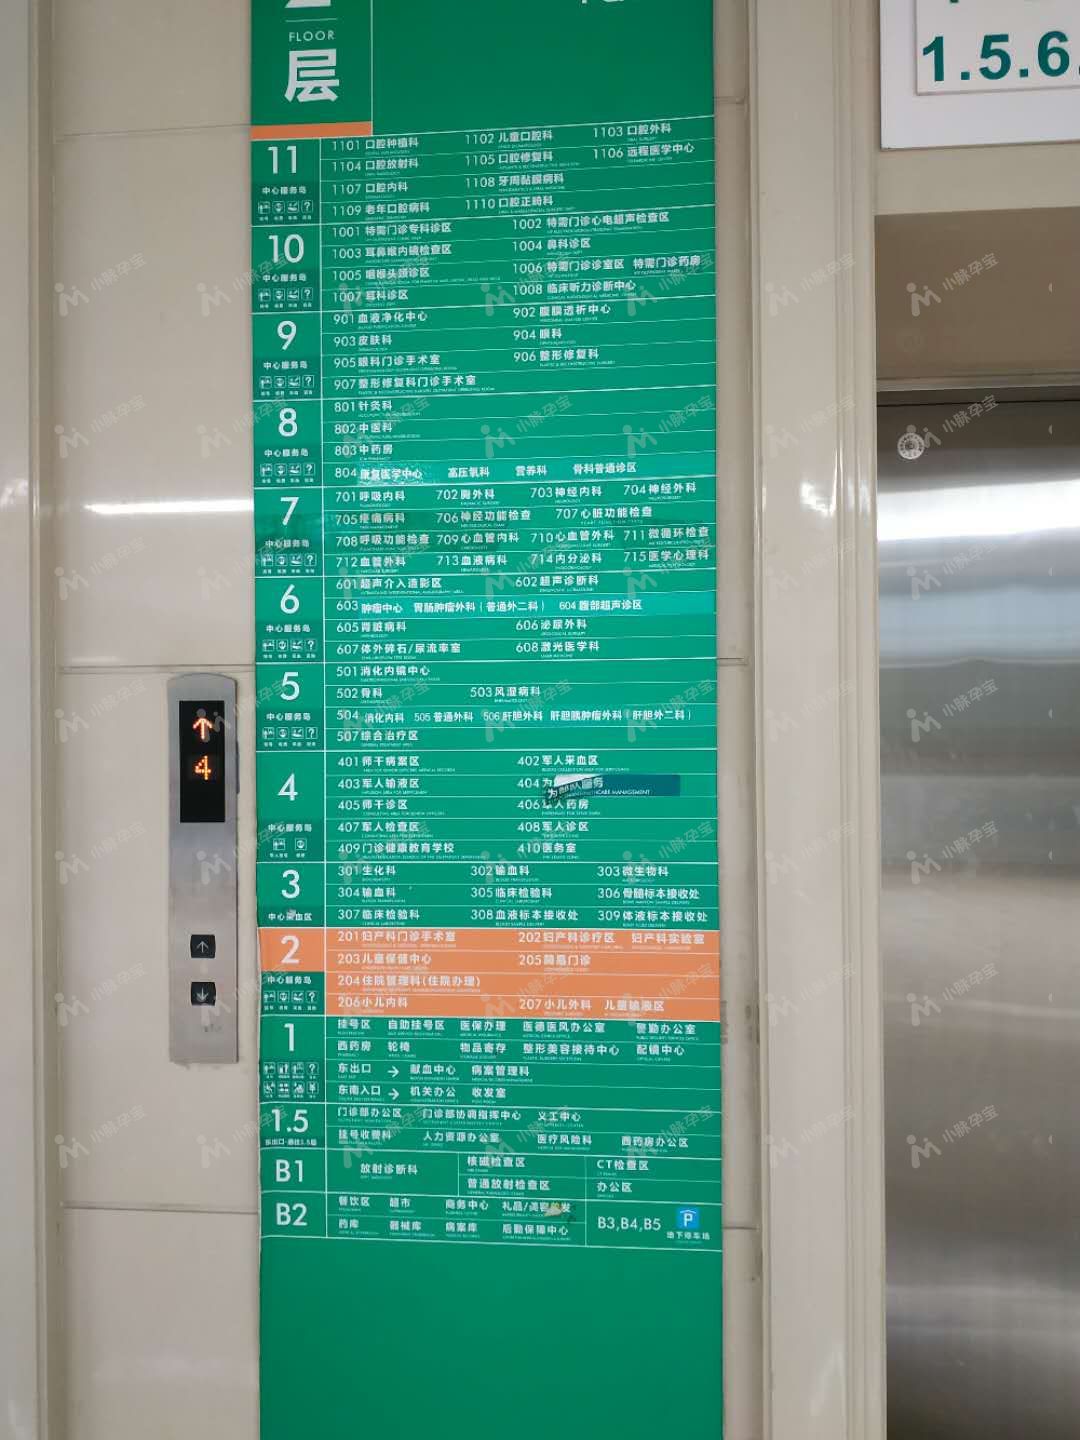 FLOOR
层
1.5.6.
11
中心服务岛
1101 口腔种植科 1102 儿童口腔科 1103 口腔外科
1104 口腔放射科 1105 口腔修复科 1106 远程医学中心
1107 口腔内科 1108 牙周黏膜病科
1109 老年口腔病科 1110 口腔正畸科
10
中心服务岛
1001 特需门诊专科诊区 1002 特需门诊心电超声检查区
1003 耳鼻喉内镜检查区 1004 鼻科诊区
1005 咽喉头颈诊区 1006 特需门诊诊室区 特需门诊药房
1007 耳科诊区 1008 临床听力诊断中心
9
中心服务岛
901 血液净化中心 902 腹膜透析中心
903 皮肤科 904 眼科
905 眼科门诊手术室 906 整形修复科
907 整形修复科门诊手术室
8
中心服务岛
801 针灸科
802 中医科
803 中药房
804 康复医学中心 高压氧科 营养科 骨科普通诊区
7
中心服务岛
701 呼吸内科 702 胸外科 703 神经内科 704 神经外科
705 疼痛病科 706 神经功能检查 707 心脏功能检查
708 呼吸功能检查 709 心血管内科 710 心血管外科 711 微循环检查
712 血管外科 713 血液病科 714 内分泌科 715 医学心理科
6
中心服务岛
601 超声介入造影区 602 超声诊断科
603 肿瘤中心 胃肠肿瘤外科(普通外二科) 604 腹部超声诊区
605 肾脏病科 606 泌尿外科
607 体外碎石/尿流率室 608 激光医学科
5
中心服务岛
501 消化内镜中心
502 骨科 503 风湿病科
504 消化内科 505 普通外科 506 肝胆外科 肝胆胰肿瘤外科(肝胆外二科)
507 综合治疗区
4
中心服务岛
401 师干病案区 402 军人采血区
403 军人输液区 404 为部队服务
405 师干诊区 406 军人药房
407 军人检查区 408 军人诊区
409 门诊健康教育学校 410 医务室
3
中心采血区
301 生化科 302 输血科 303 微生物科
304 输血科 305 临床检验科 306 骨髓标本接收处
307 临床检验科 308 血液标本接收处 309 体液标本接收处
2
中心服务岛
201 妇产科门诊手术室 202 妇产科诊疗区 妇产科实验室
203 儿童保健中心 205 简易门诊
204 住院管理科(住院办理)
206 小儿内科 207 小儿外科 儿童输液区
1
挂号区 自助挂号区 医保办理 医德医风办公室 警勤办公室
西药房 轮椅 物品寄存 整形美容接待中心 配镜中心
东出口 → 献血中心 病案管理科
东南入口 → 机关办公 收发室
1.5
门诊部办公区 门诊部协调指挥中心 义工中心
挂号收费科 人力资源办公室 医疗风险科 西药房办公区
B1
放射诊断科 核磁检查区 CT检查区
普通放射检查区 办公区
B2
餐饮区 超市 商务中心 礼品/美容美发
药库 器械库 病案库 后勤保障中心
B3,B4,B5
P
地下停车场
4
小脉孕宝